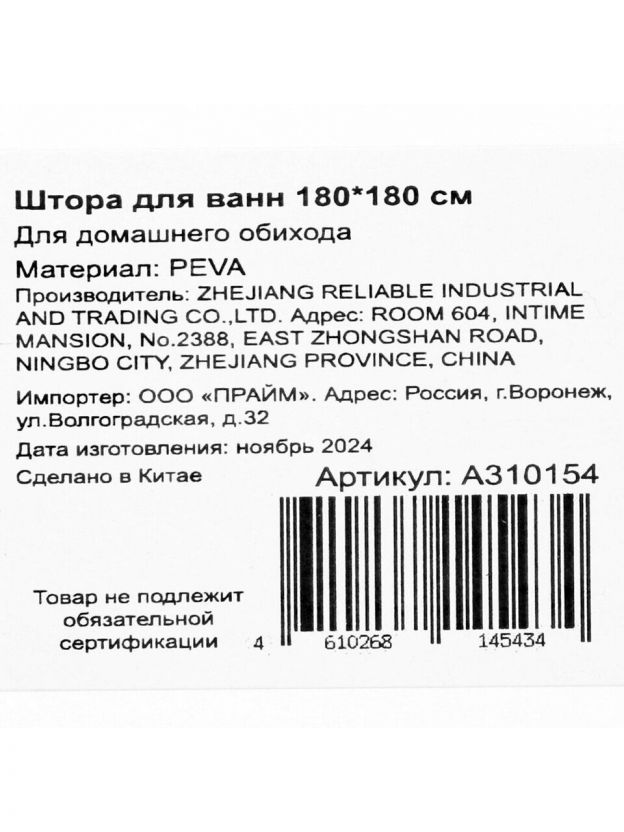 Штора для ванн 180*180 см
Для домашнего обихода
Материал: PEVA
Производитель: ZHEJIANG RELIABLE INDUSTRIAL
AND TRADING CO.,LTD. Адрес: ROOM 604, INTIME
MANSION, No.2388, EAST ZHONGSHAN ROAD,
NINGBO CITY, ZHEJIANG PROVINCE, CHINA
Импортер: ООО «ПРАЙМ». Адрес: Россия, г.Воронеж,
ул.Волгоградская, д.32
Дата изготовления: ноябрь 2024
Сделано в Китае
Артикул: A310154
Товар не подлежит
обязательной
сертификации
4 610268 145434